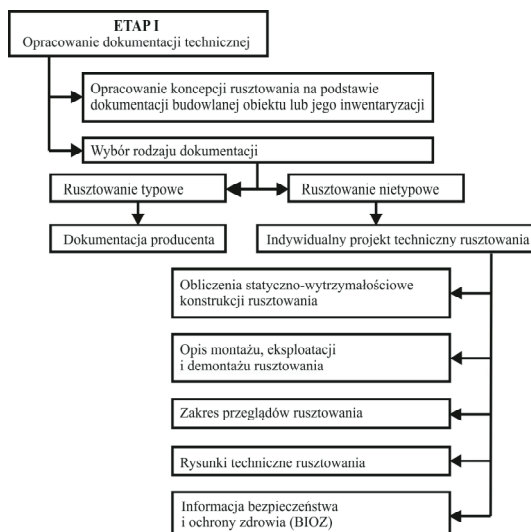 ETAP I
Opracowanie dokumentacji technicznej
Opracowanie koncepcji rusztowania na podstawie
dokumentacji budowlanej obiektu lub jego inwentaryzacji
Wybór rodzaju dokumentacji
Rusztowanie typowe
Rusztowanie nietypowe
Dokumentacja producenta
Indywidualny projekt techniczny rusztowania
Obliczenia statyczno-wytrzymałościowe
konstrukcji rusztowania
Opis montażu, eksploatacji
i demontażu rusztowania
Zakres przeglądów rusztowania
Rysunki techniczne rusztowania
Informacja bezpieczeństwa
i ochrony zdrowia (BIOZ)